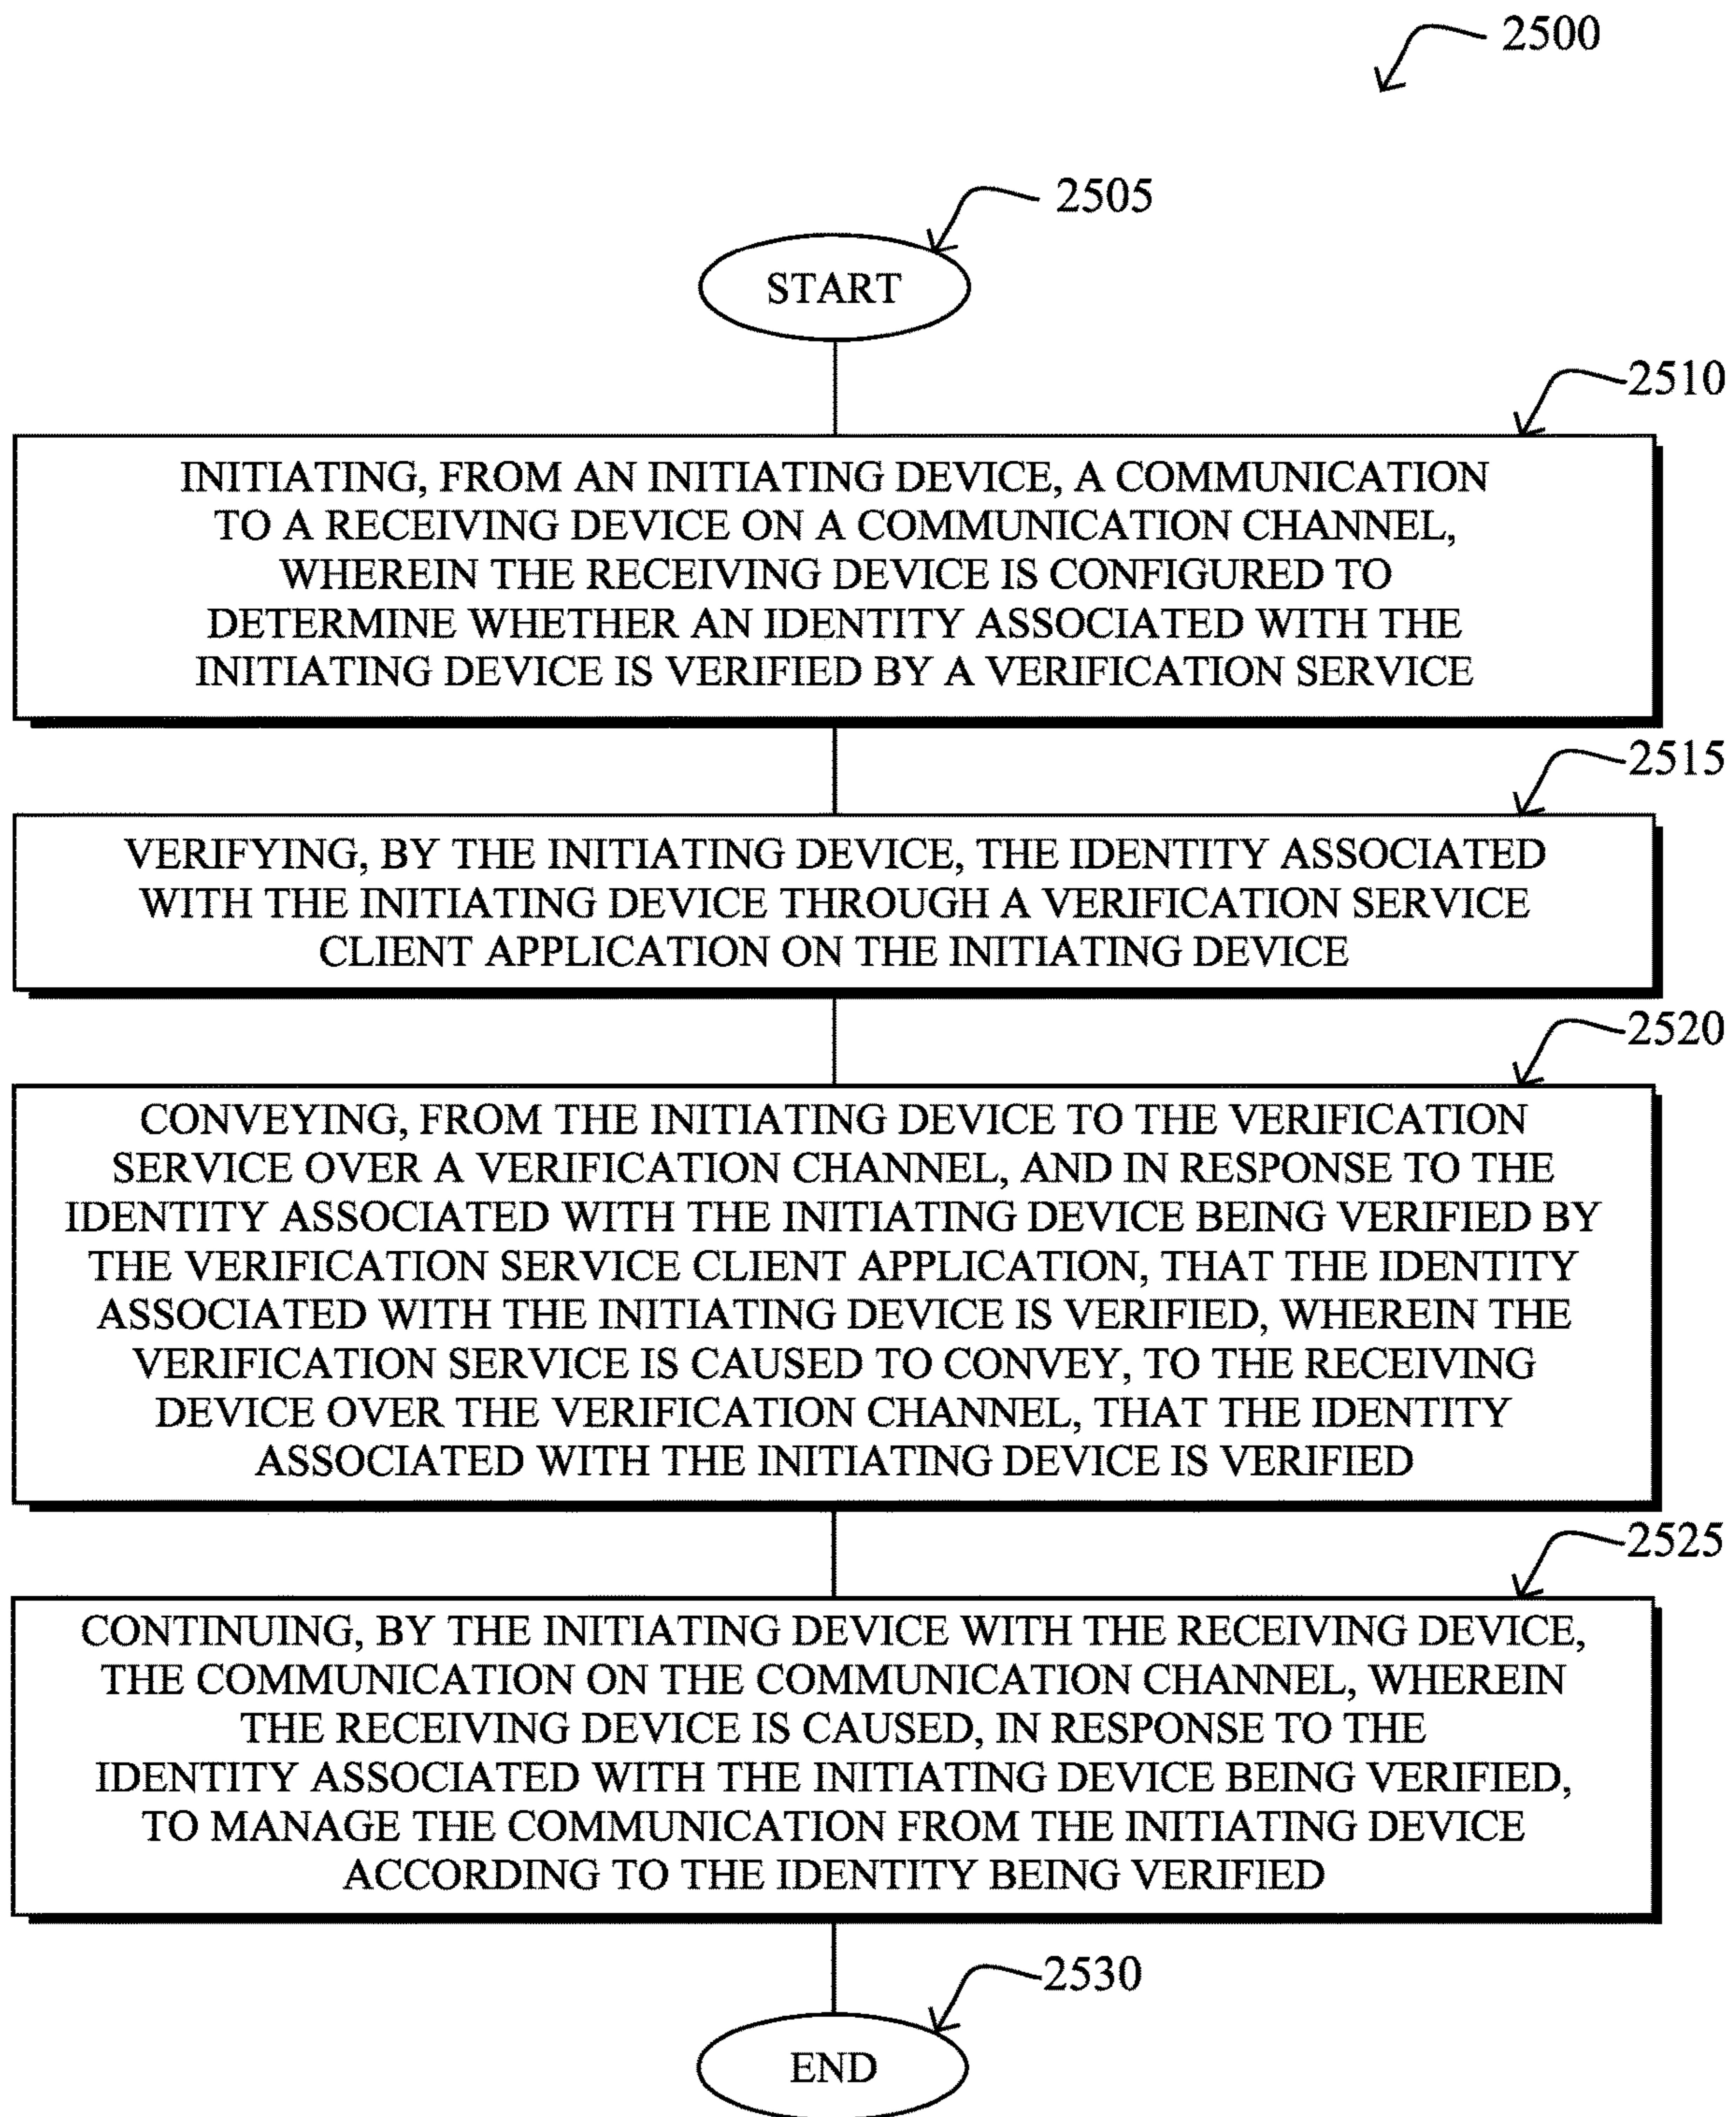 2500
2505
START
2510
INITIATING, FROM AN INITIATING DEVICE, A COMMUNICATION
TO A RECEIVING DEVICE ON A COMMUNICATION CHANNEL,
WHEREIN THE RECEIVING DEVICE IS CONFIGURED TO
DETERMINE WHETHER AN IDENTITY ASSOCIATED WITH THE
INITIATING DEVICE IS VERIFIED BY A VERIFICATION SERVICE
2515
VERIFYING, BY THE INITIATING DEVICE, THE IDENTITY ASSOCIATED
WITH THE INITIATING DEVICE THROUGH A VERIFICATION SERVICE
CLIENT APPLICATION ON THE INITIATING DEVICE
2520
CONVEYING, FROM THE INITIATING DEVICE TO THE VERIFICATION
SERVICE OVER A VERIFICATION CHANNEL, AND IN RESPONSE TO THE
IDENTITY ASSOCIATED WITH THE INITIATING DEVICE BEING VERIFIED BY
THE VERIFICATION SERVICE CLIENT APPLICATION, THAT THE IDENTITY
ASSOCIATED WITH THE INITIATING DEVICE IS VERIFIED, WHEREIN THE
VERIFICATION SERVICE IS CAUSED TO CONVEY, TO THE RECEIVING
DEVICE OVER THE VERIFICATION CHANNEL, THAT THE IDENTITY
ASSOCIATED WITH THE INITIATING DEVICE IS VERIFIED
2525
CONTINUING, BY THE INITIATING DEVICE WITH THE RECEIVING DEVICE,
THE COMMUNICATION ON THE COMMUNICATION CHANNEL, WHEREIN
THE RECEIVING DEVICE IS CAUSED, IN RESPONSE TO THE
IDENTITY ASSOCIATED WITH THE INITIATING DEVICE BEING VERIFIED,
TO MANAGE THE COMMUNICATION FROM THE INITIATING DEVICE
ACCORDING TO THE IDENTITY BEING VERIFIED
2530
END